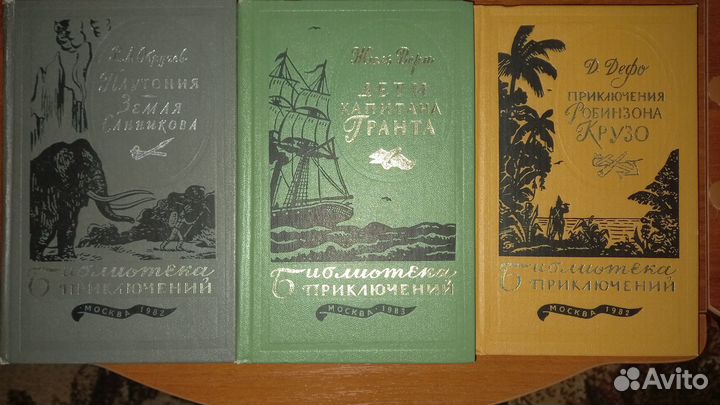 В.А. Обручев
Плутония
Земля
Санникова
Библиотека
приключений
МОСКВА 1982
Жюль Верн
ДЕТИ
КАПИТАНА
ГРАНТА
Библиотека
приключений
МОСКВА 1983
Д. Дефо
ПРИКЛЮЧЕНИЯ
РОБИНЗОНА
КРУЗО
Библиотека
приключений
МОСКВА 1982
Avito